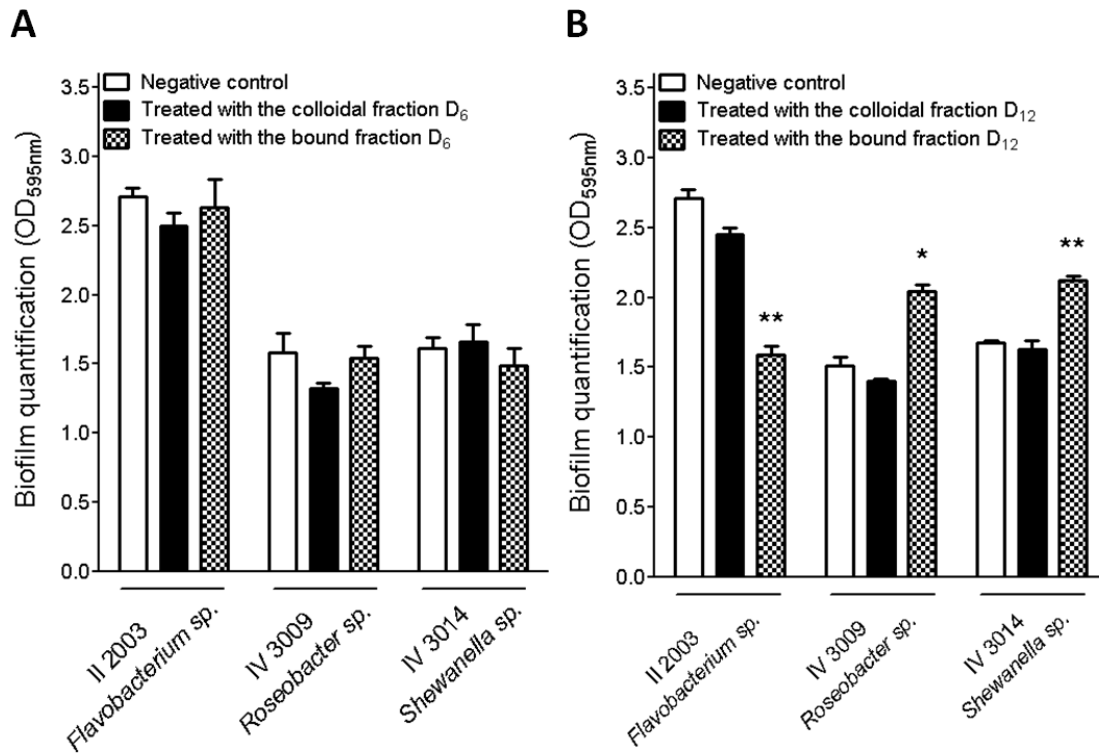 A
Negative control
Treated with the colloidal fraction D6
Treated with the bound fraction D6
Biofilm quantification (OD595nm)
3.5
3.0
2.5
2.0
1.5
1.0
0.5
0.0
II 2003
Flavobacterium sp.
IV 3009
Roseobacter sp.
IV 3014
Shewanella sp.
B
Negative control
Treated with the colloidal fraction D12
Treated with the bound fraction D12
Biofilm quantification (OD595nm)
3.5
3.0
2.5
2.0
1.5
1.0
0.5
0.0
**
*
**
II 2003
Flavobacterium sp.
IV 3009
Roseobacter sp.
IV 3014
Shewanella sp.